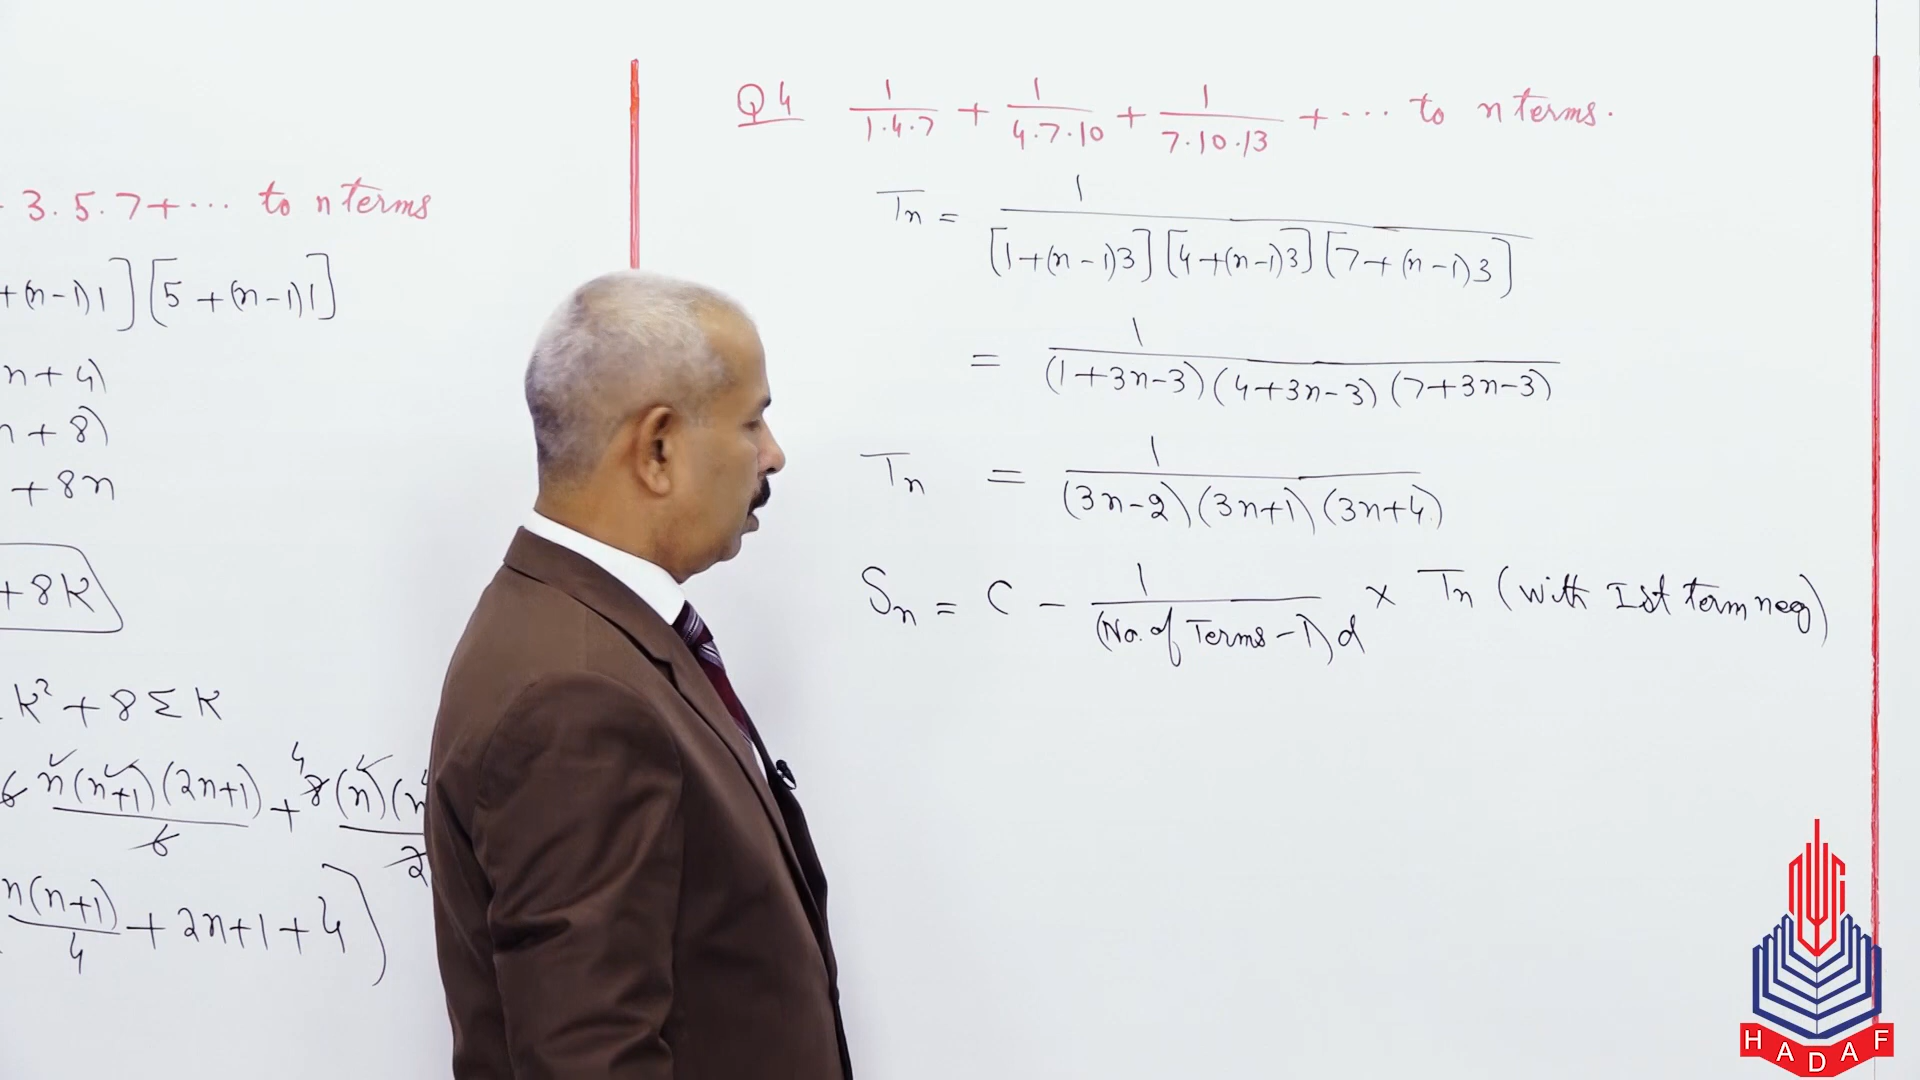 3.5.7+... to n terms
+(n-1)1][5+(n-1)1]
n+4)
n+8)
+8n
+8K
K²+8ΣK
6 n(n+1)(2n+1)/6 + 4 8(n)(n/2
n(n+1)/4 + 2n+1+4]
Q4 1/1.4.7 + 1/4.7.10 + 1/7.10.13 + ... to n terms.
Tn = 1/[1+(n-1)3][4+(n-1)3][7+(n-1)3]
= 1/(1+3n-3)(4+3n-3)(7+3n-3)
Tn = 1/(3n-2)(3n+1)(3n+4)
Sn = C - 1/(No. of Terms-1)d × Tn (with Ist term neg)
HADAF